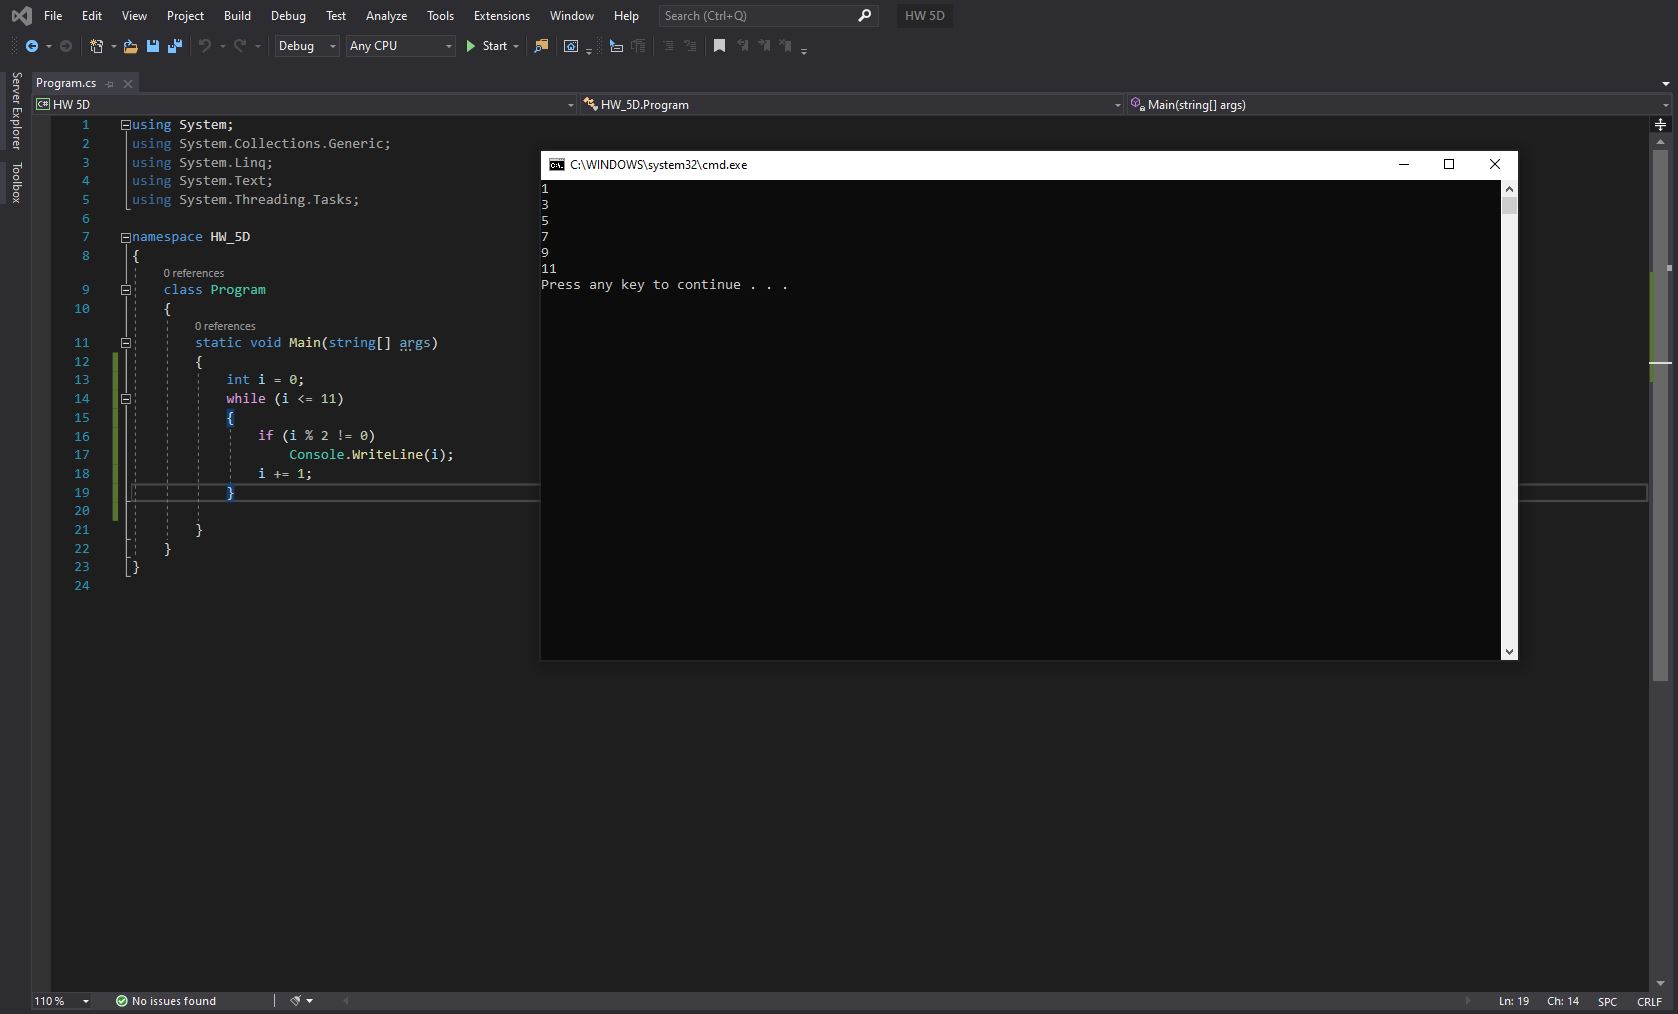 File Edit View Project Build Debug Test Analyze Tools Extensions Window Help Search (Ctrl+Q) HW 5D
Debug Any CPU Start
Server Explorer
Toolbox
Program.cs
C# HW 5D HW_5D.Program Main(string[] args)
1 using System;
2 using System.Collections.Generic;
3 using System.Linq;
4 using System.Text;
5 using System.Threading.Tasks;
6
7 namespace HW_5D
8 {
0 references
9 class Program
10 {
0 references
11 static void Main(string[] args)
12 {
13 int i = 0;
14 while (i <= 11)
15 {
16 if (i % 2 != 0)
17 Console.WriteLine(i);
18 i += 1;
19 }
20
21 }
22 }
23 }
24
C:\WINDOWS\system32\cmd.exe
1
3
5
7
9
11
Press any key to continue . . .
110 % No issues found Ln: 19 Ch: 14 SPC CRLF